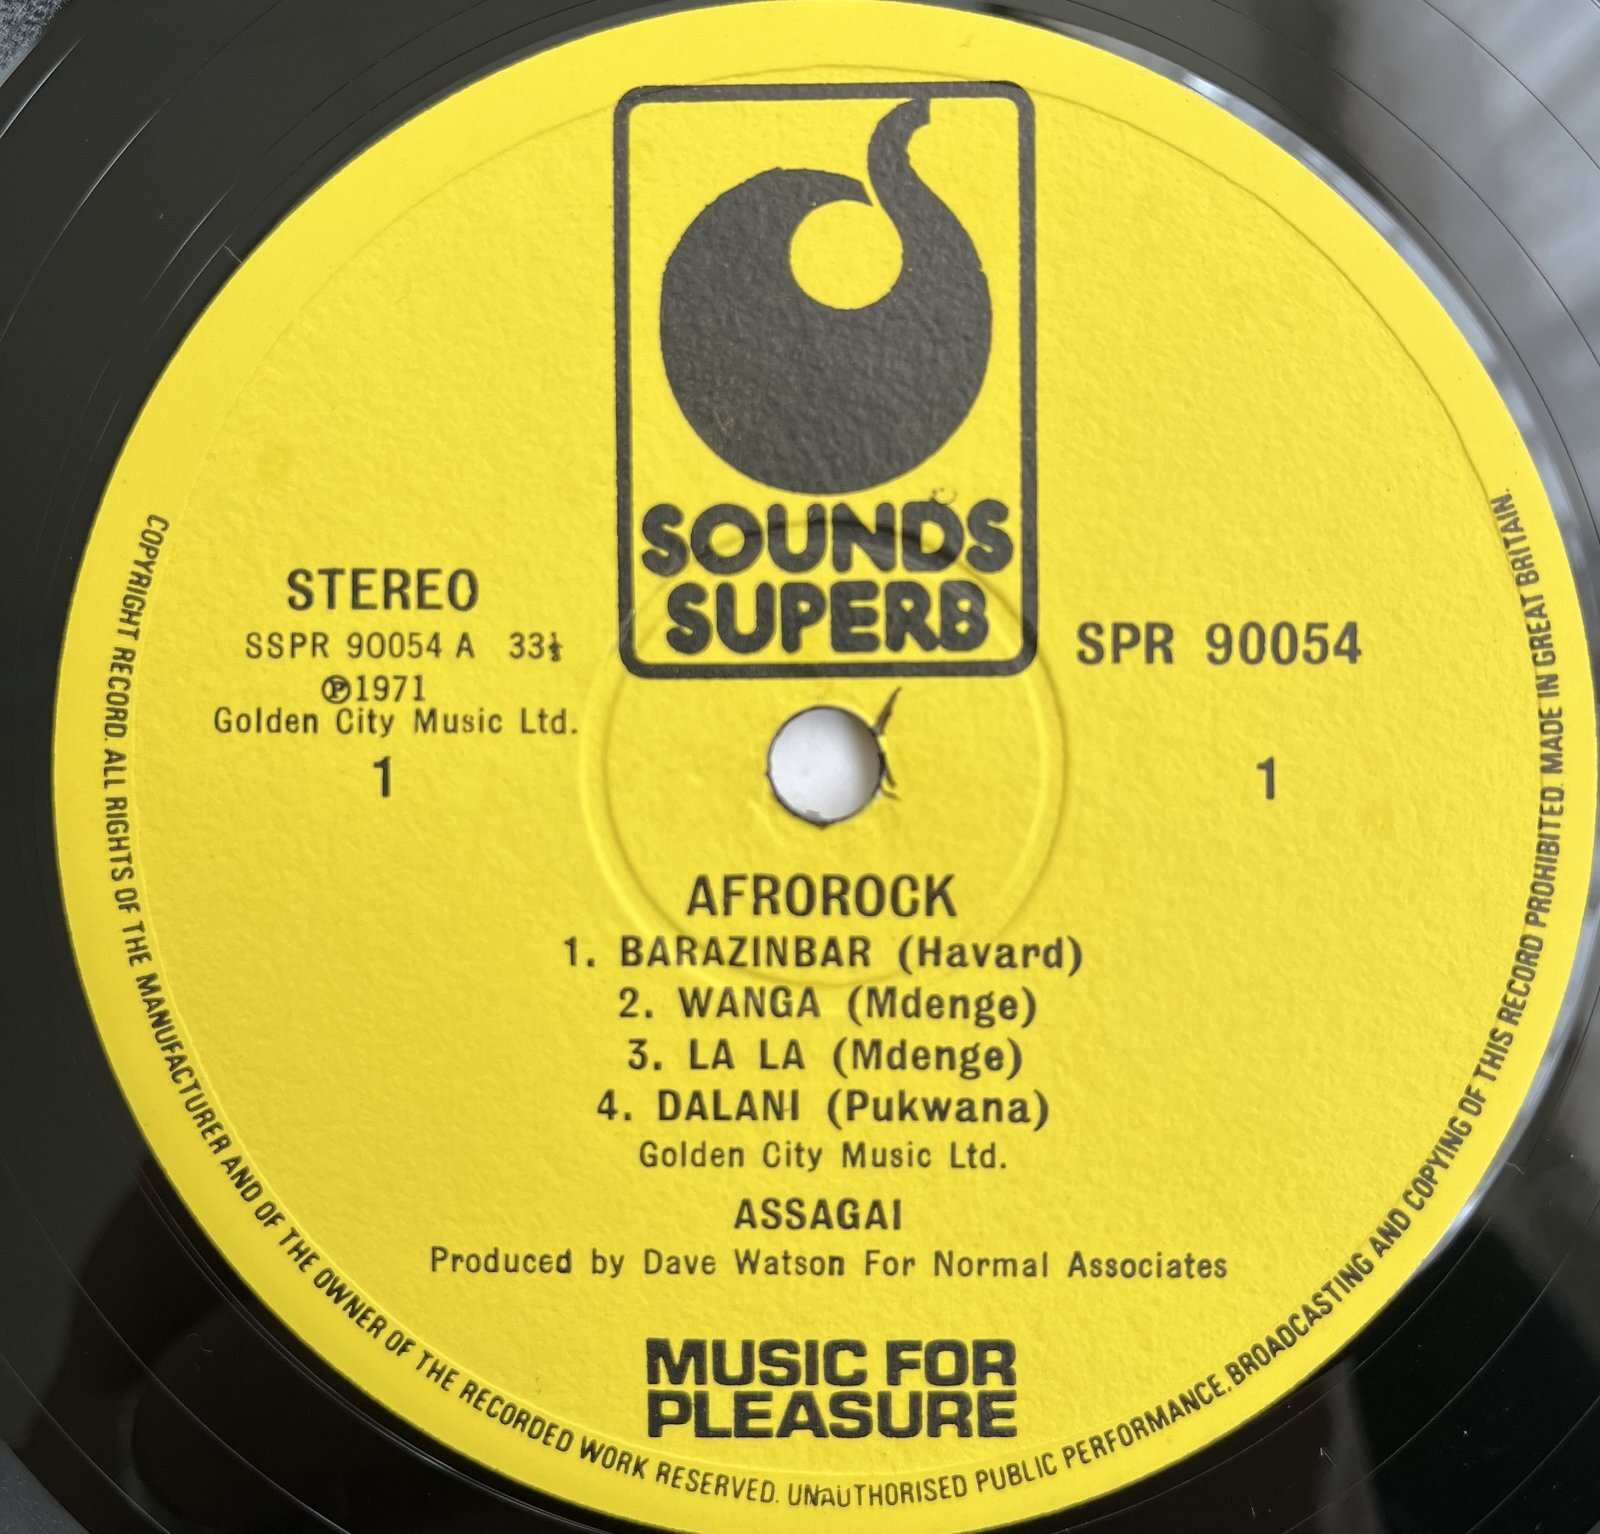 SOUNDS
SUPERB
STEREO
SSPR 90054 A 33⅓
℗1971
Golden City Music Ltd.
1
SPR 90054
1
AFROROCK
1. BARAZINBAR (Havard)
2. WANGA (Mdenge)
3. LA LA (Mdenge)
4. DALANI (Pukwana)
Golden City Music Ltd.
ASSAGAI
Produced by Dave Watson For Normal Associates
MUSIC FOR
PLEASURE
COPYRIGHT RECORD. ALL RIGHTS OF THE MANUFACTURER AND OF THE OWNER OF THE RECORDED WORK RESERVED. UNAUTHORISED PUBLIC PERFORMANCE, BROADCASTING AND COPYING OF THIS RECORD PROHIBITED. MADE IN GREAT BRITAIN.